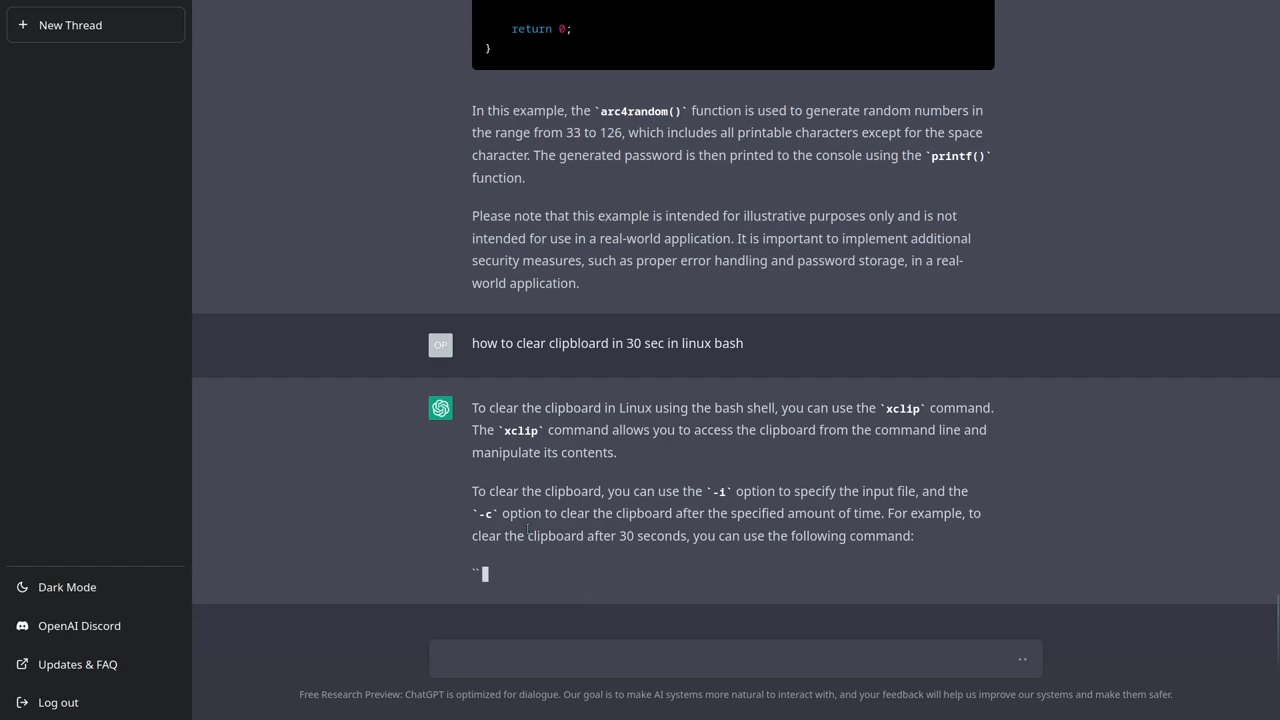 New Thread
return 0;
}
In this example, the `arc4random()` function is used to generate random numbers in
the range from 33 to 126, which includes all printable characters except for the space
character. The generated password is then printed to the console using the `printf()`
function.
Please note that this example is intended for illustrative purposes only and is not
intended for use in a real-world application. It is important to implement additional
security measures, such as proper error handling and password storage, in a real-
world application.
OP
how to clear clipbloard in 30 sec in linux bash
To clear the clipboard in Linux using the bash shell, you can use the `xclip` command.
The `xclip` command allows you to access the clipboard from the command line and
manipulate its contents.
To clear the clipboard, you can use the `-i` option to specify the input file, and the
`-c` option to clear the clipboard after the specified amount of time. For example, to
clear the clipboard after 30 seconds, you can use the following command:
``
Dark Mode
OpenAI Discord
Updates & FAQ
Log out
Free Research Preview: ChatGPT is optimized for dialogue. Our goal is to make AI systems more natural to interact with, and your feedback will help us improve our systems and make them safer.